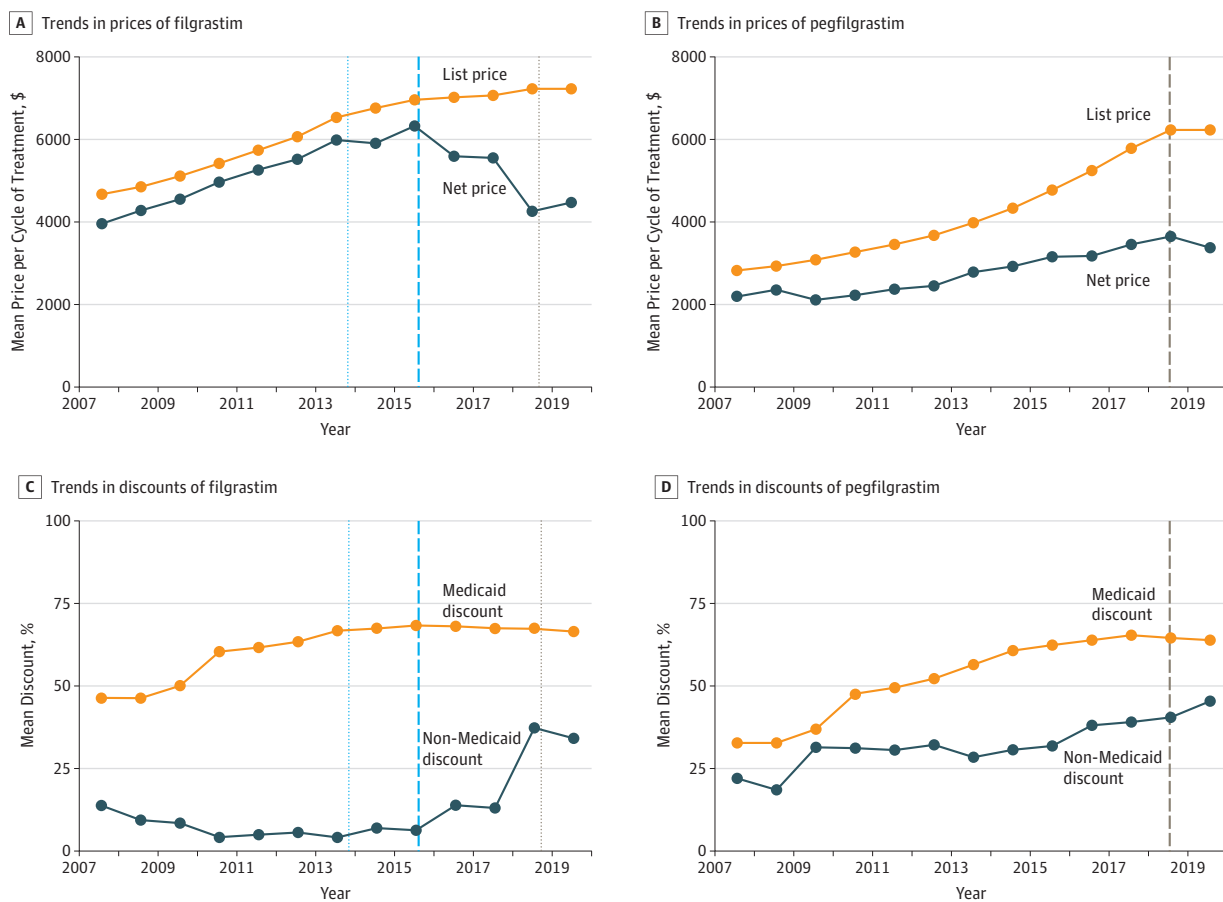 A Trends in prices of filgrastim
8000
6000
4000
2000
0
Mean Price per Cycle of Treatment, $
List price
Net price
2007 2009 2011 2013 2015 2017 2019
Year
B Trends in prices of pegfilgrastim
8000
6000
4000
2000
0
Mean Price per Cycle of Treatment, $
List price
Net price
2007 2009 2011 2013 2015 2017 2019
Year
C Trends in discounts of filgrastim
100
75
50
25
0
Mean Discount, %
Medicaid
discount
Non-Medicaid
discount
2007 2009 2011 2013 2015 2017 2019
Year
D Trends in discounts of pegfilgrastim
100
75
50
25
0
Mean Discount, %
Medicaid
discount
Non-Medicaid
discount
2007 2009 2011 2013 2015 2017 2019
Year